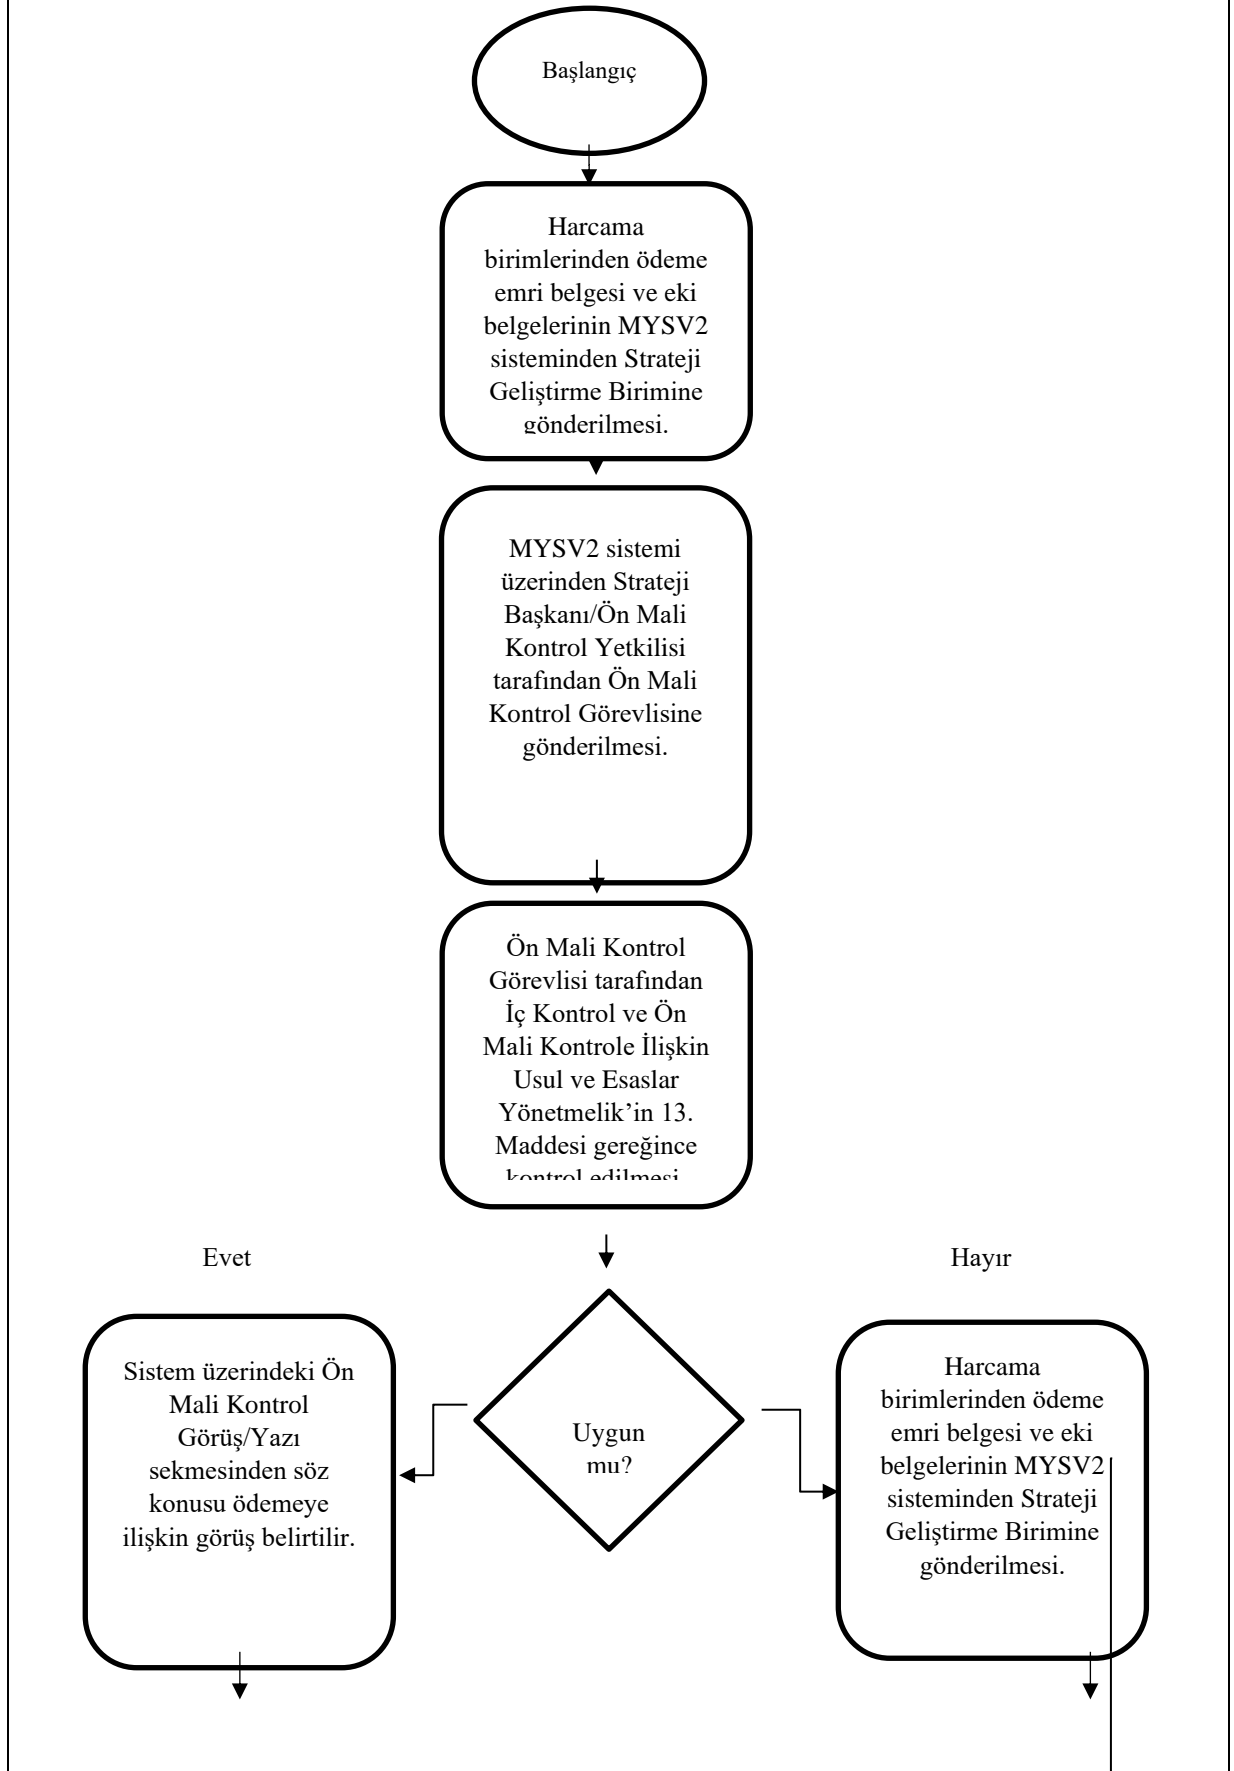 Başlangıç
Harcama
birimlerinden ödeme
emri belgesi ve eki
belgelerinin MYSV2
sisteminden Strateji
Geliştirme Birimine
gönderilmesi.
MYSV2 sistemi
üzerinden Strateji
Başkanı/Ön Mali
Kontrol Yetkilisi
tarafından Ön Mali
Kontrol Görevlisine
gönderilmesi.
Ön Mali Kontrol
Görevlisi tarafından
İç Kontrol ve Ön
Mali Kontrole İlişkin
Usul ve Esaslar
Yönetmelik’in 13.
Maddesi gereğince
kontrol edilmesi.
Evet
Hayır
Sistem üzerindeki Ön
Mali Kontrol
Görüş/Yazı
sekmesinden söz
konusu ödemeye
ilişkin görüş belirtilir.
Uygun
mu?
Harcama
birimlerinden ödeme
emri belgesi ve eki
belgelerinin MYSV2
sisteminden Strateji
Geliştirme Birimine
gönderilmesi.